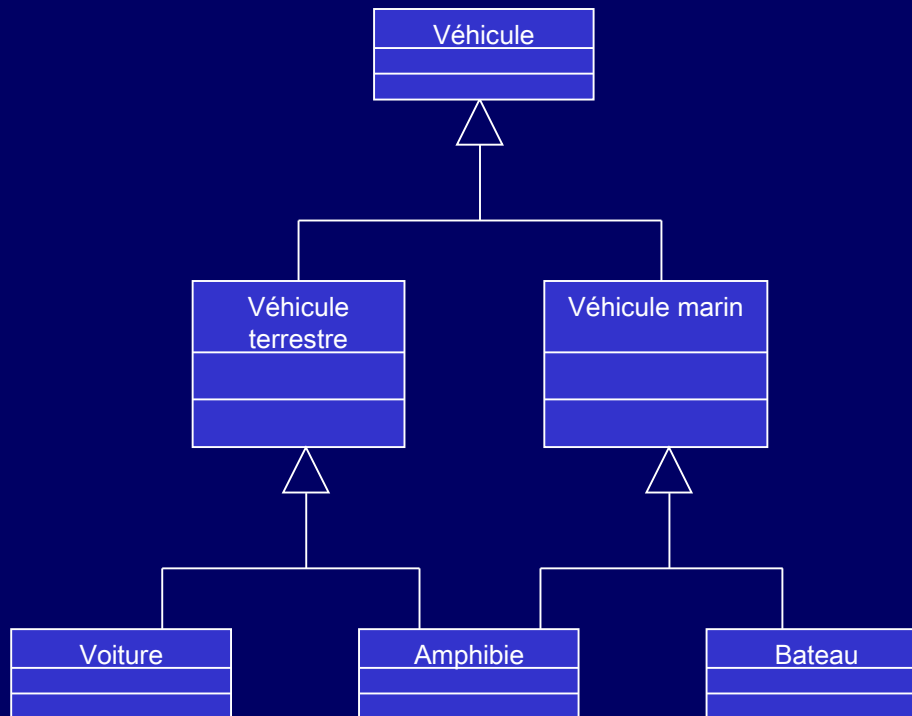 Véhicule
Véhicule
terrestre
Véhicule marin
Voiture
Amphibie
Bateau